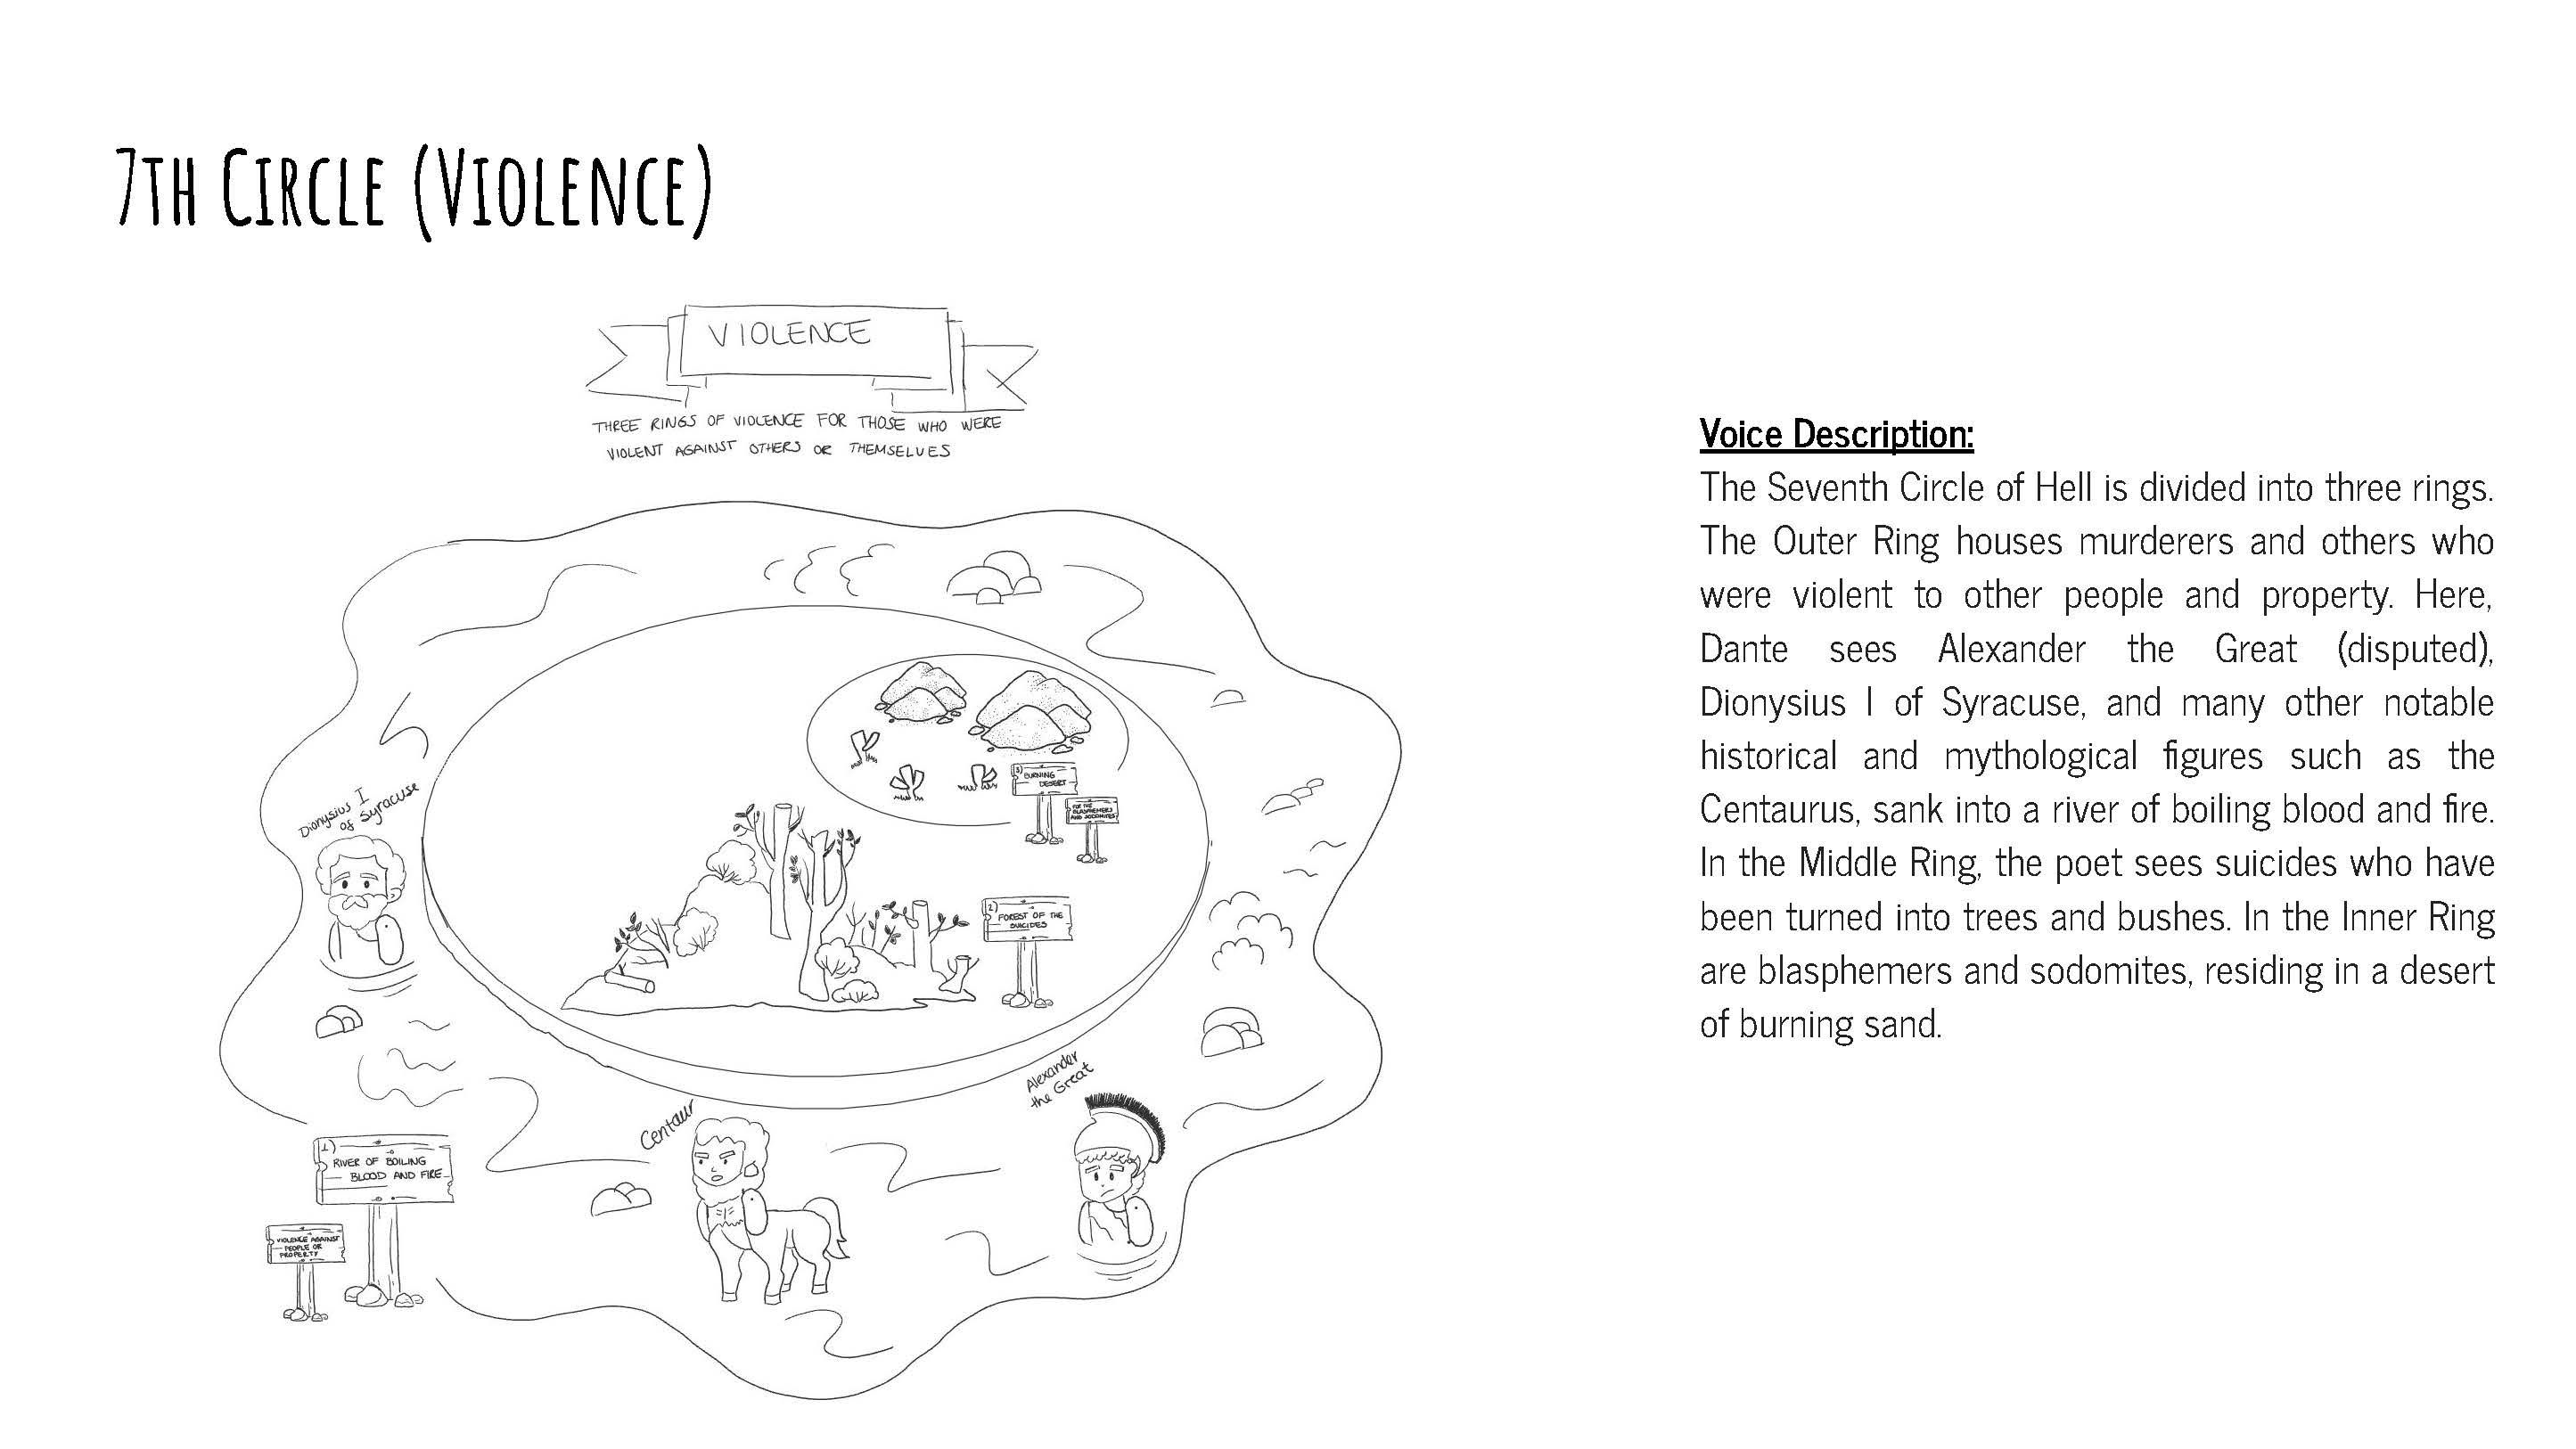 7th Circle (Violence)
VIOLENCE
THREE RINGS OF VIOLENCE FOR THOSE WHO WERE
VIOLENT AGAINST OTHERS OR THEMSELVES
Dionysius I
of Syracuse
3)
BURNING
DESERT
FOR THE
BLASPHEMERS
AND SODOMITES
2)
FOREST OF THE
SUICIDES
Alexander
the Great
Centaur
1)
RIVER OF BOILING
BLOOD AND FIRE
VIOLENCE AGAINST
PEOPLE OR
PROPERTY
Voice Description:
The Seventh Circle of Hell is divided into three rings.
The Outer Ring houses murderers and others who
were violent to other people and property. Here,
Dante sees Alexander the Great (disputed),
Dionysius I of Syracuse, and many other notable
historical and mythological figures such as the
Centaurus, sank into a river of boiling blood and fire.
In the Middle Ring, the poet sees suicides who have
been turned into trees and bushes. In the Inner Ring
are blasphemers and sodomites, residing in a desert
of burning sand.